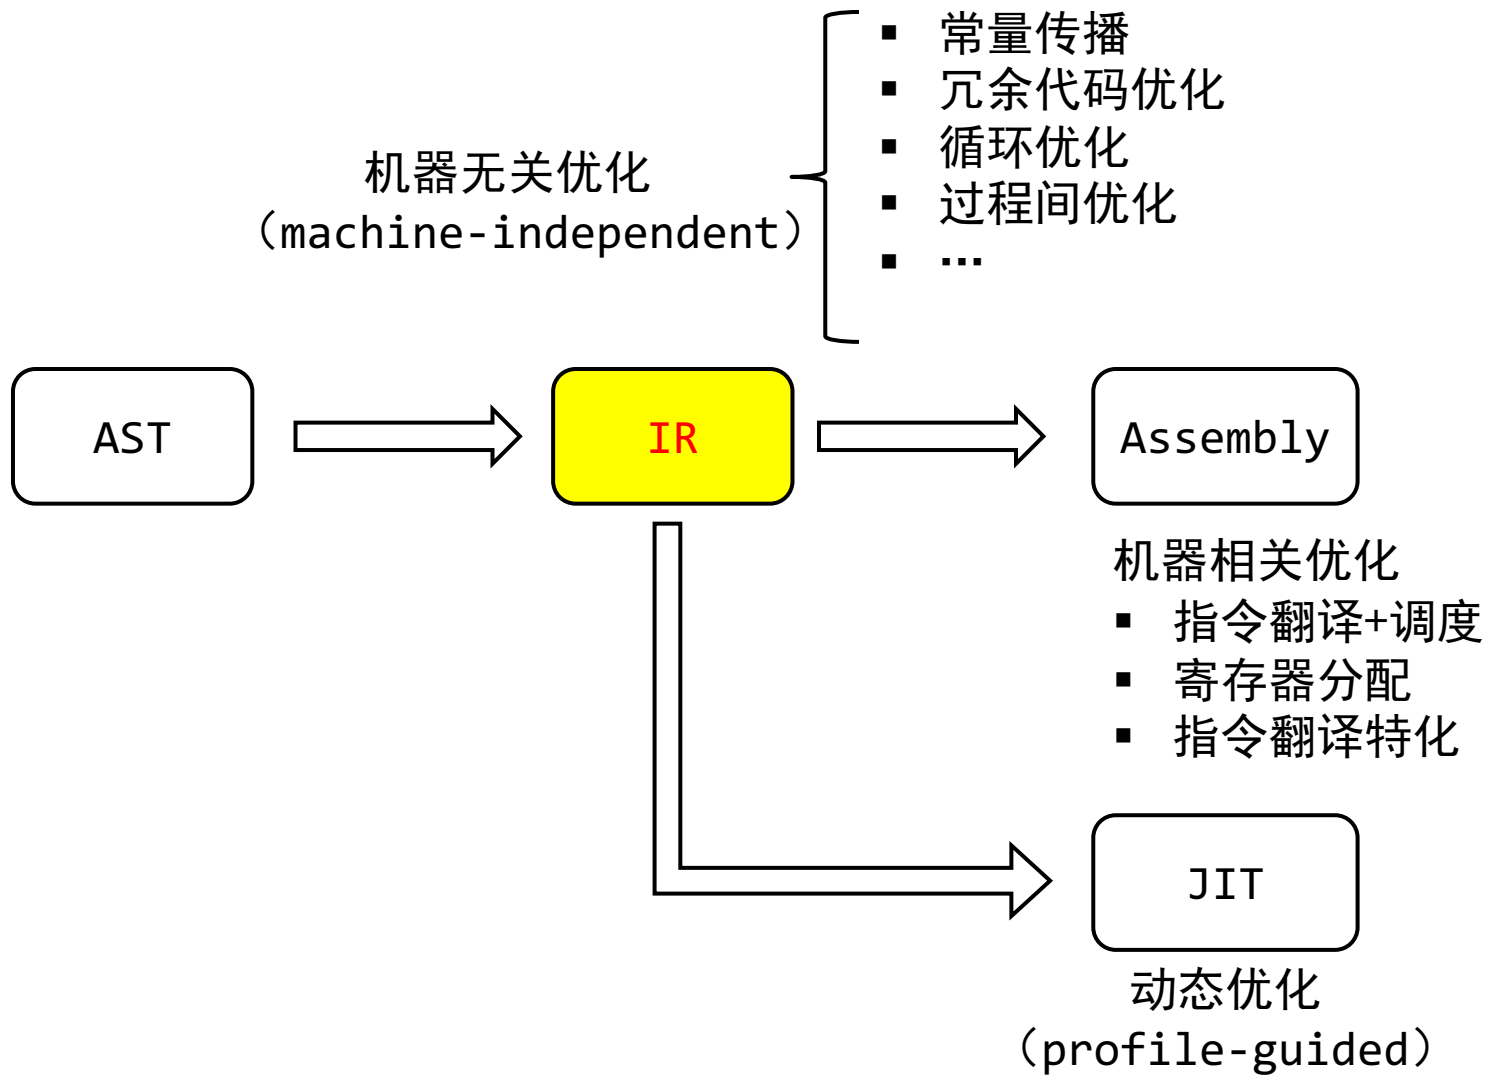 ▪ 常量传播
▪ 冗余代码优化
▪ 循环优化
▪ 过程间优化
▪ …
机器无关优化
（machine-independent）
AST
IR
Assembly
机器相关优化
▪ 指令翻译+调度
▪ 寄存器分配
▪ 指令翻译特化
JIT
动态优化
（profile-guided）